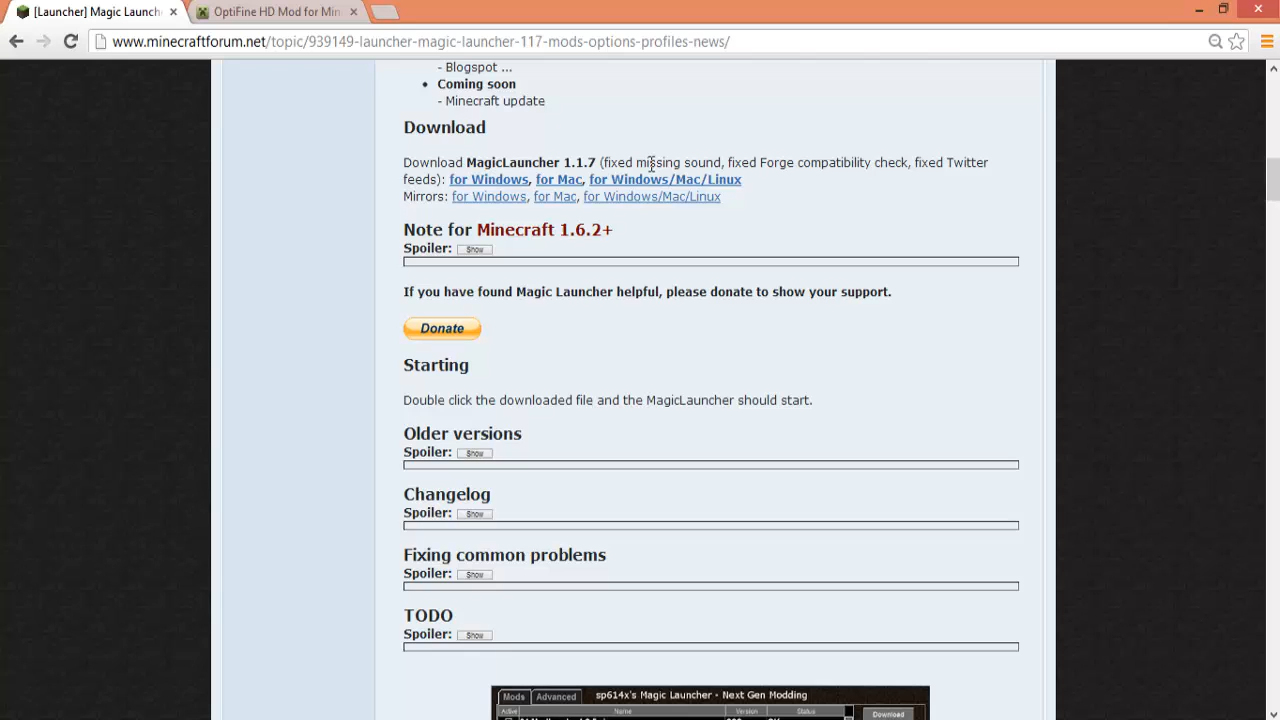 [Launcher] Magic Launch
OptiFine HD Mod for Min
www.minecraftforum.net/topic/939149-launcher-magic-launcher-117-mods-options-profiles-news/
- Blogspot ...
Coming soon
- Minecraft update
Download
Download MagicLauncher 1.1.7 (fixed missing sound, fixed Forge compatibility check, fixed Twitter
feeds): for Windows, for Mac, for Windows/Mac/Linux
Mirrors: for Windows, for Mac, for Windows/Mac/Linux
Note for Minecraft 1.6.2+
Spoiler: Show
If you have found Magic Launcher helpful, please donate to show your support.
Donate
Starting
Double click the downloaded file and the MagicLauncher should start.
Older versions
Spoiler: Show
Changelog
Spoiler: Show
Fixing common problems
Spoiler: Show
TODO
Spoiler: Show
Mods Advanced sp614x's Magic Launcher - Next Gen Modding
Active Name Version Status Download